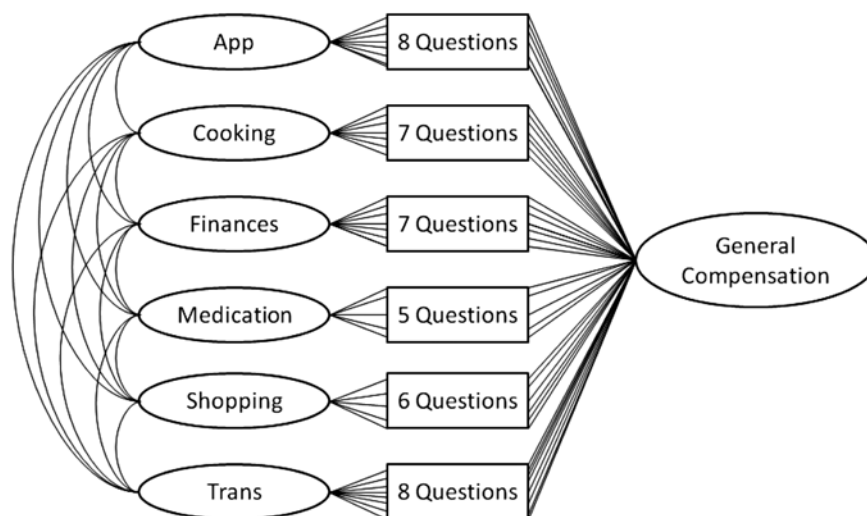 App
8 Questions
Cooking
7 Questions
Finances
7 Questions
General
Compensation
Medication
5 Questions
Shopping
6 Questions
Trans
8 Questions